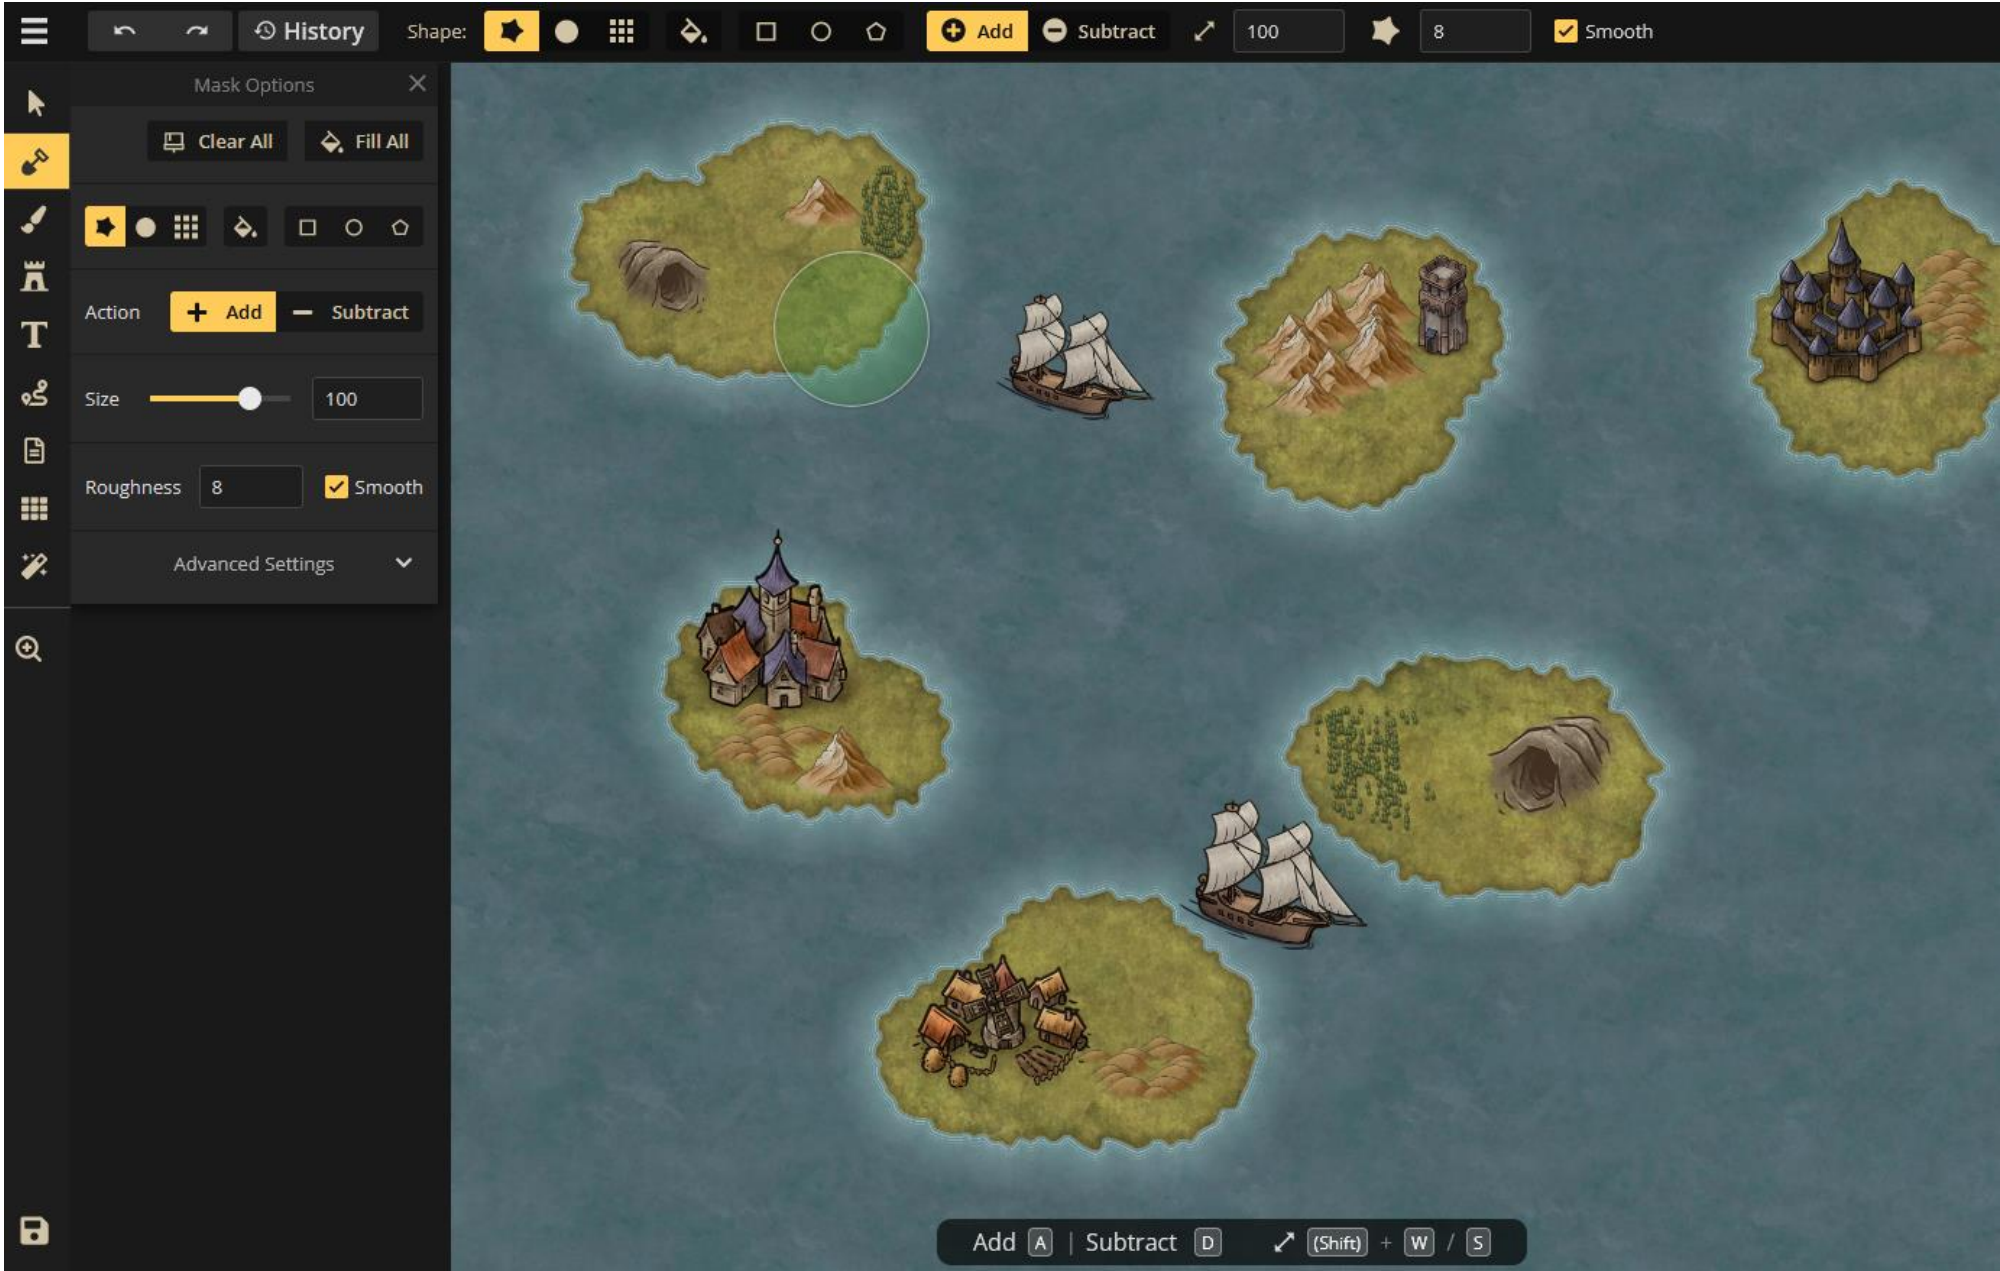 History Shape: Add Subtract 100 8 Smooth
Mask Options
Clear All Fill All
Action Add Subtract
Size 100
Roughness 8 Smooth
Advanced Settings
Add A | Subtract D (Shift) + W / S